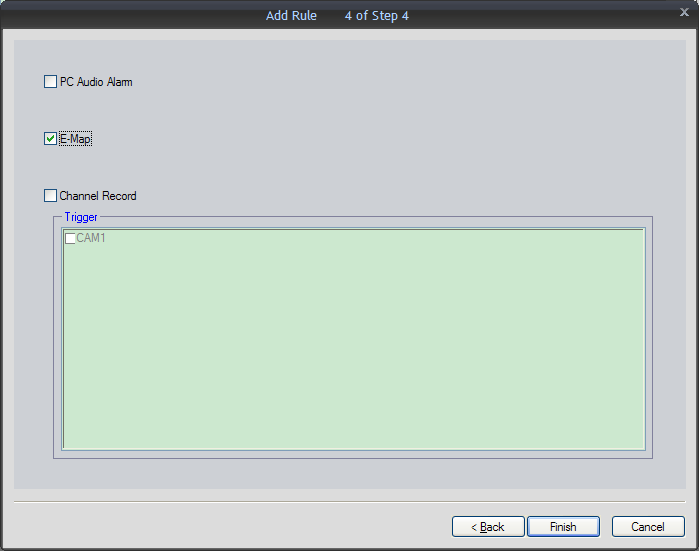 Add Rule 4 of Step 4
PC Audio Alarm
E-Map
Channel Record
Trigger
CAM1
< Back
Finish
Cancel